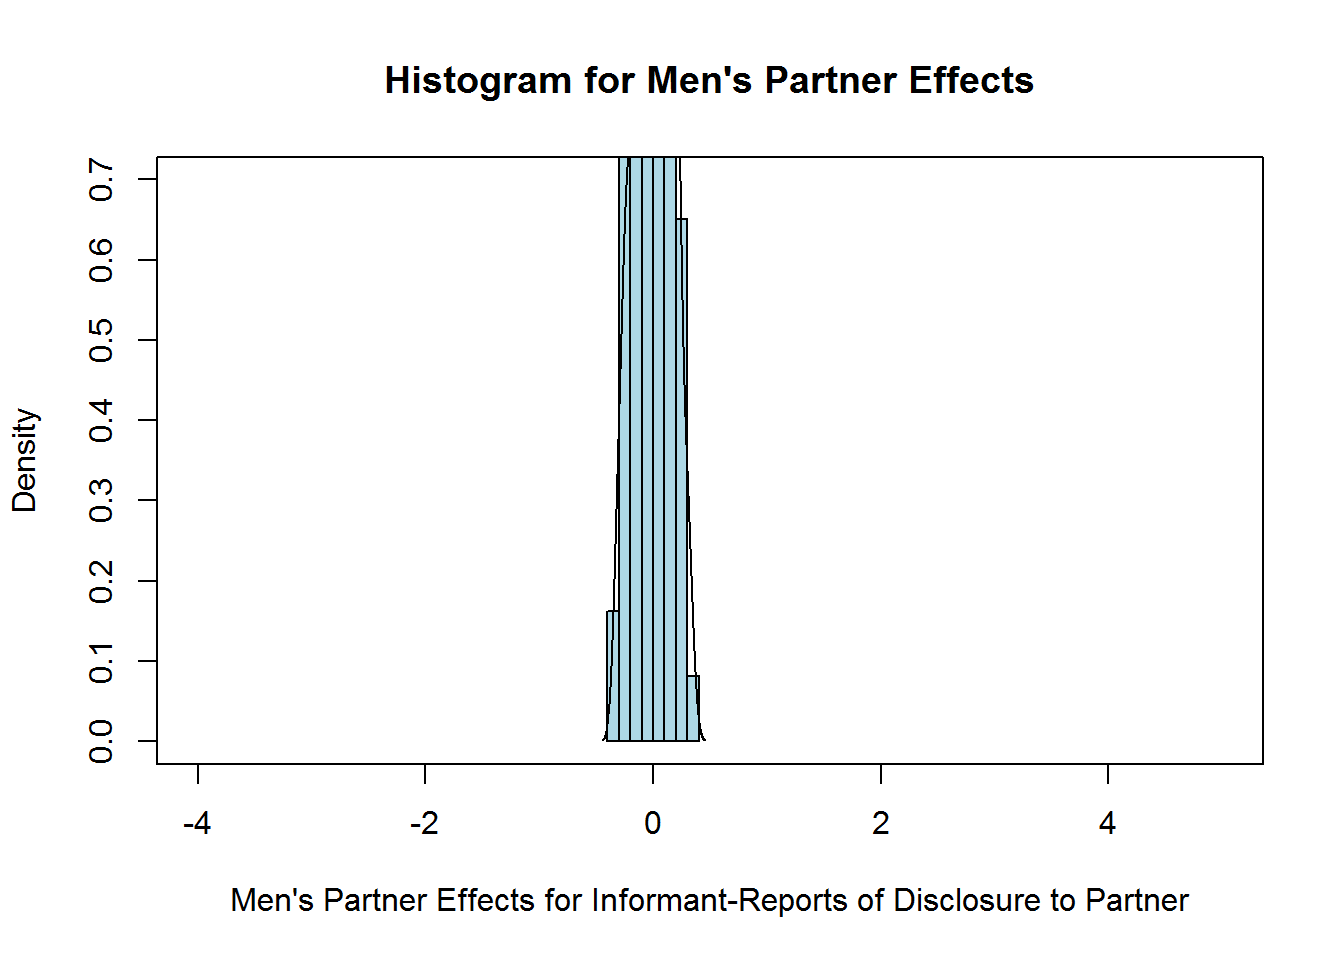 Histogram for Men's Partner Effects
0.7
0.6
0.5
0.4
0.3
0.2
0.1
0.0
Density
-4 -2 0 2 4
Men's Partner Effects for Informant-Reports of Disclosure to Partner